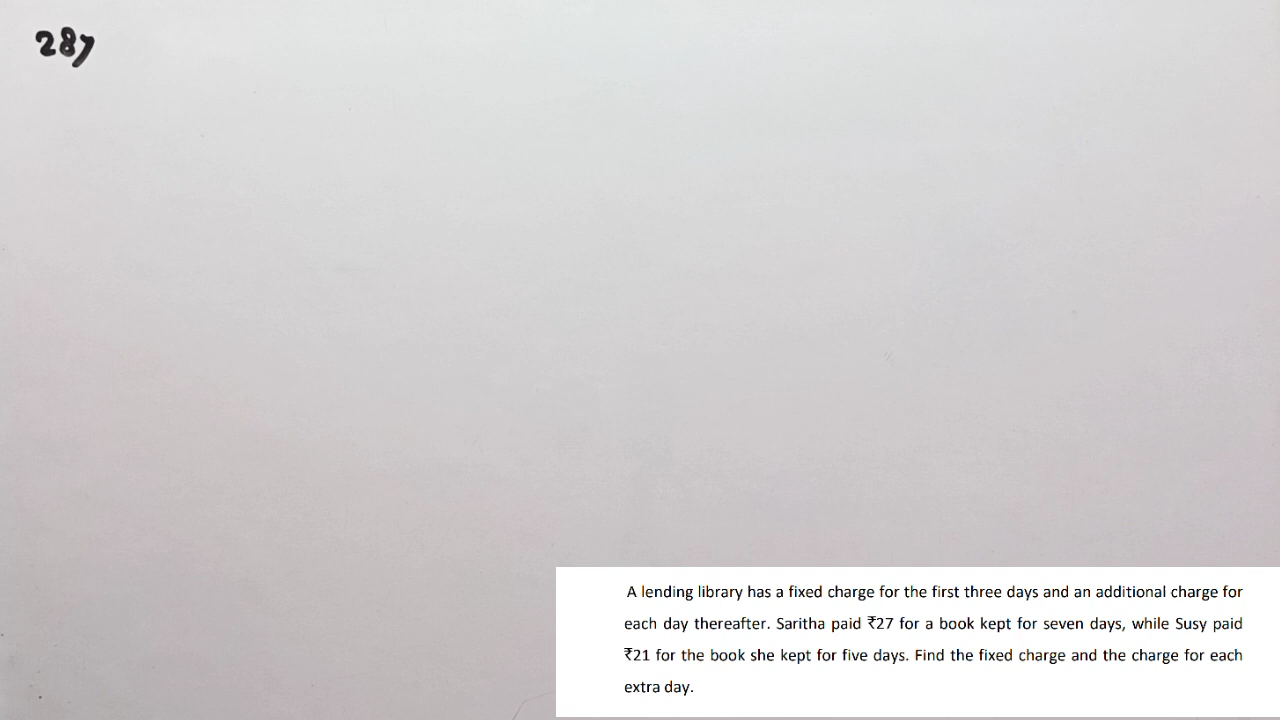 28)
A lending library has a fixed charge for the first three days and an additional charge for
each day thereafter. Saritha paid ₹27 for a book kept for seven days, while Susy paid
₹21 for the book she kept for five days. Find the fixed charge and the charge for each
extra day.